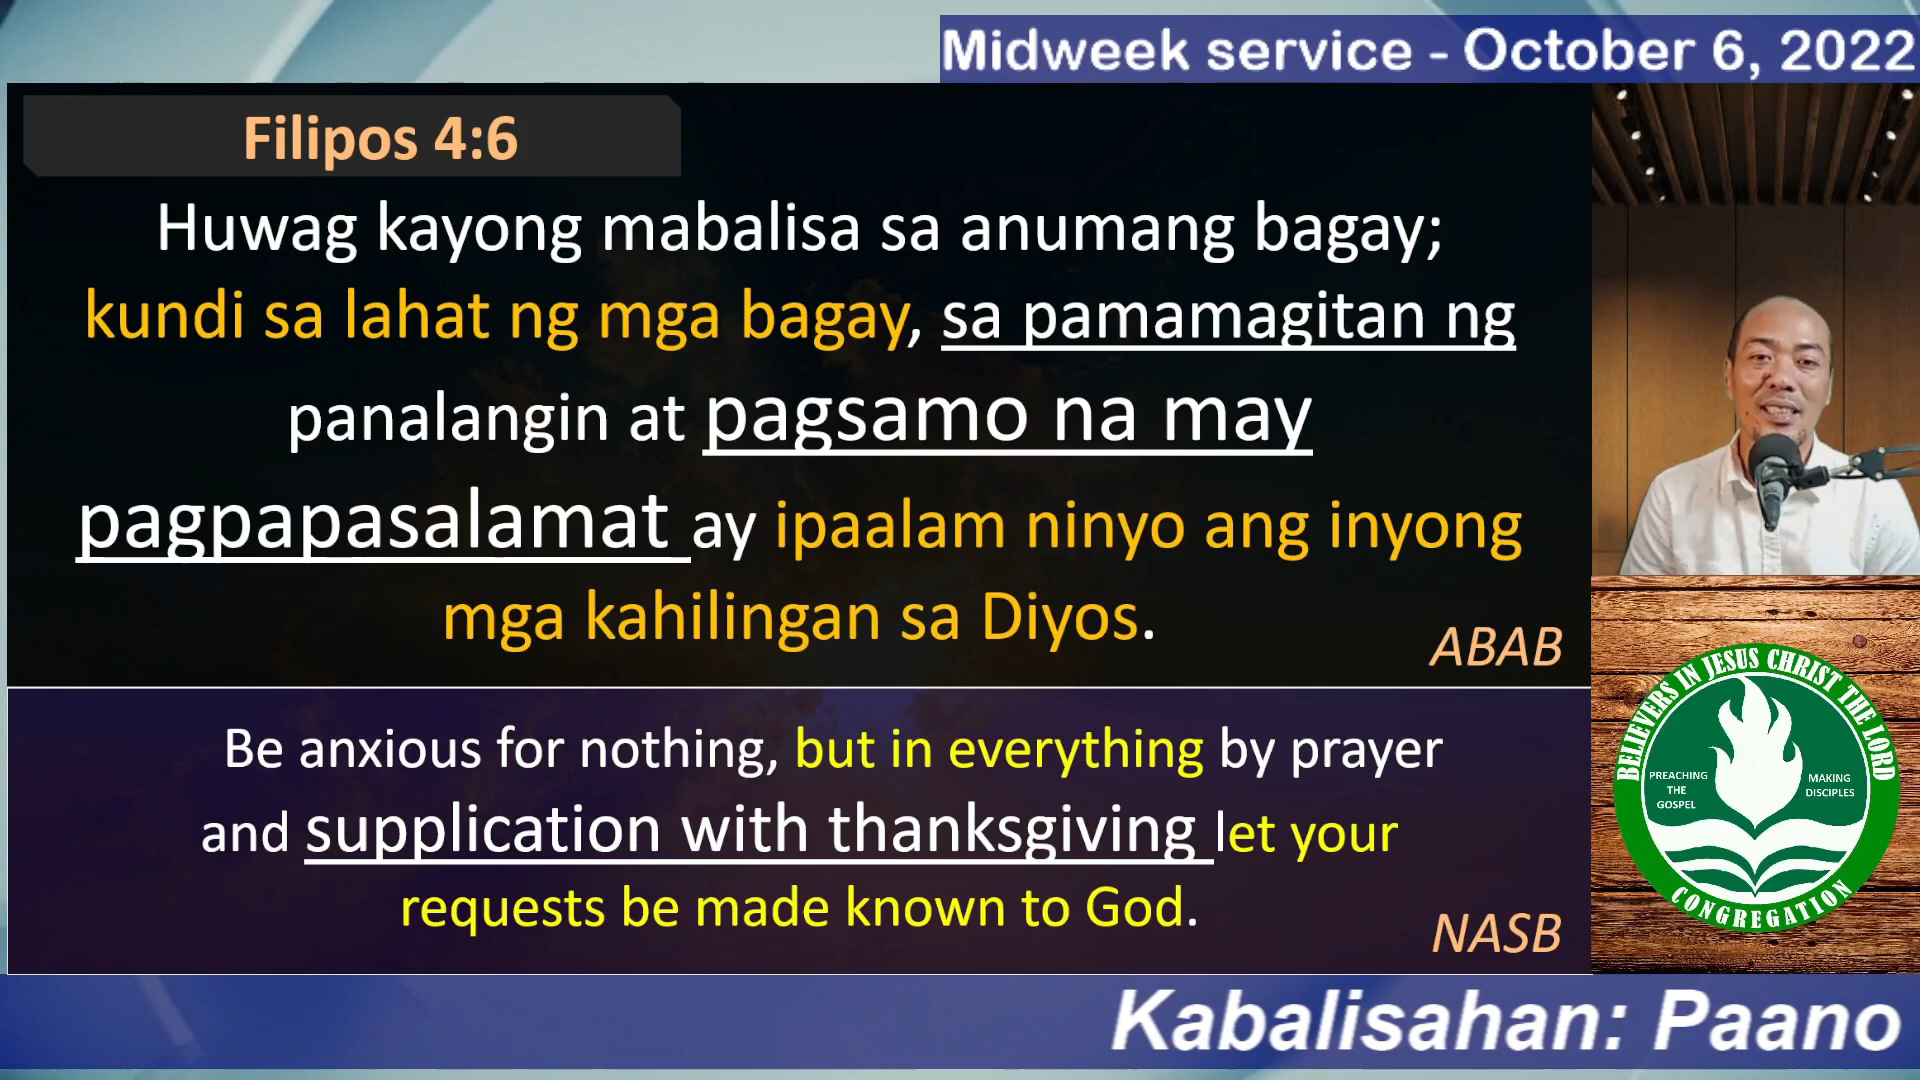 Midweek service - October 6, 2022
Filipos 4:6
Huwag kayong mabalisa sa anumang bagay;
kundi sa lahat ng mga bagay, sa pamamagitan ng
panalangin at pagsamo na may
pagpapasalamat ay ipaalam ninyo ang inyong
mga kahilingan sa Diyos.
ABAB
Be anxious for nothing, but in everything by prayer
and supplication with thanksgiving let your
requests be made known to God.
NASB
BELIEVERS IN JESUS CHRIST THE LORD
PREACHING
THE
GOSPEL
MAKING
DISCIPLES
CONGREGATION
Kabalisahan: Paano